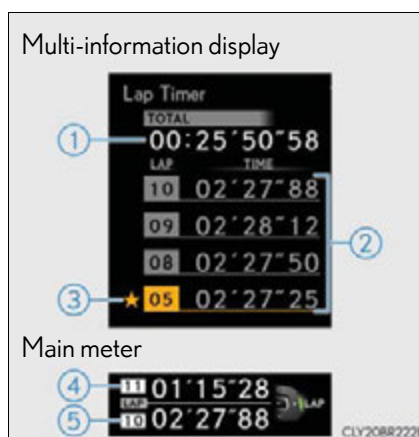 Multi-information display
Lap Timer
TOTAL
① 00:25'50"58
LAP TIME
10 02'27"88
09 02'28"12
②
08 02'27"50
③ ★ 05 02'27"25
Main meter
④ 11 01'15"28
LAP LAP
⑤ 10 02'27"88
CLY20BR222